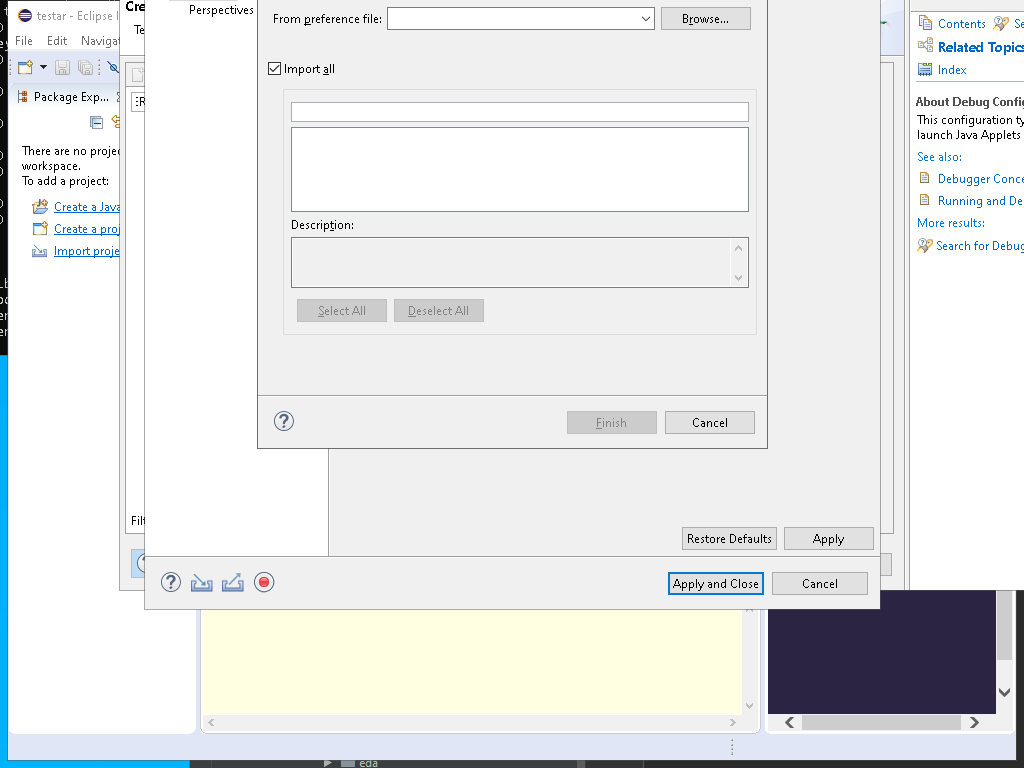 testar - Eclipse I
File Edit Navigat
Package Exp...
There are no projec
workspace.
To add a project:
Create a Java
Create a proj
Import proje
Cre
Te
Filt
Perspectives
From preference file:
Browse...
Import all
Description:
Select All
Deselect All
Finish
Cancel
Restore Defaults
Apply
Apply and Close
Cancel
Contents
Se
Related Topics
Index
About Debug Config
This configuration ty
launch Java Applets
See also:
Debugger Conce
Running and De
More results:
Search for Debug
eda